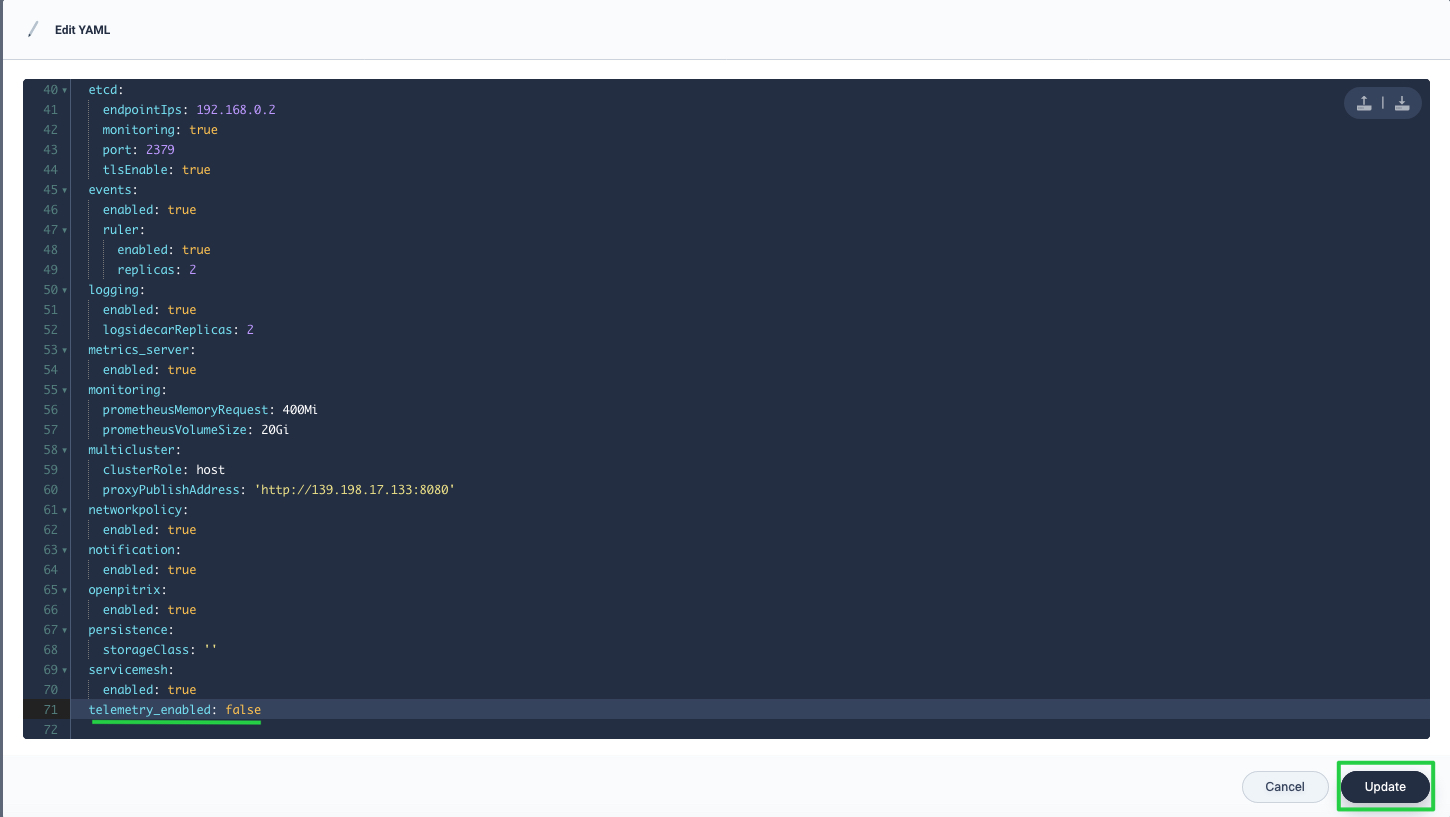 Edit YAML
40 etcd:
41 endpointIps: 192.168.0.2
42 monitoring: true
43 port: 2379
44 tlsEnable: true
45 events:
46 enabled: true
47 ruler:
48 enabled: true
49 replicas: 2
50 logging:
51 enabled: true
52 logsidecarReplicas: 2
53 metrics_server:
54 enabled: true
55 monitoring:
56 prometheusMemoryRequest: 400Mi
57 prometheusVolumeSize: 20Gi
58 multicluster:
59 clusterRole: host
60 proxyPublishAddress: 'http://139.198.17.133:8080'
61 networkpolicy:
62 enabled: true
63 notification:
64 enabled: true
65 openpitrix:
66 enabled: true
67 persistence:
68 storageClass: ''
69 servicemesh:
70 enabled: true
71 telemetry_enabled: false
72
Cancel Update